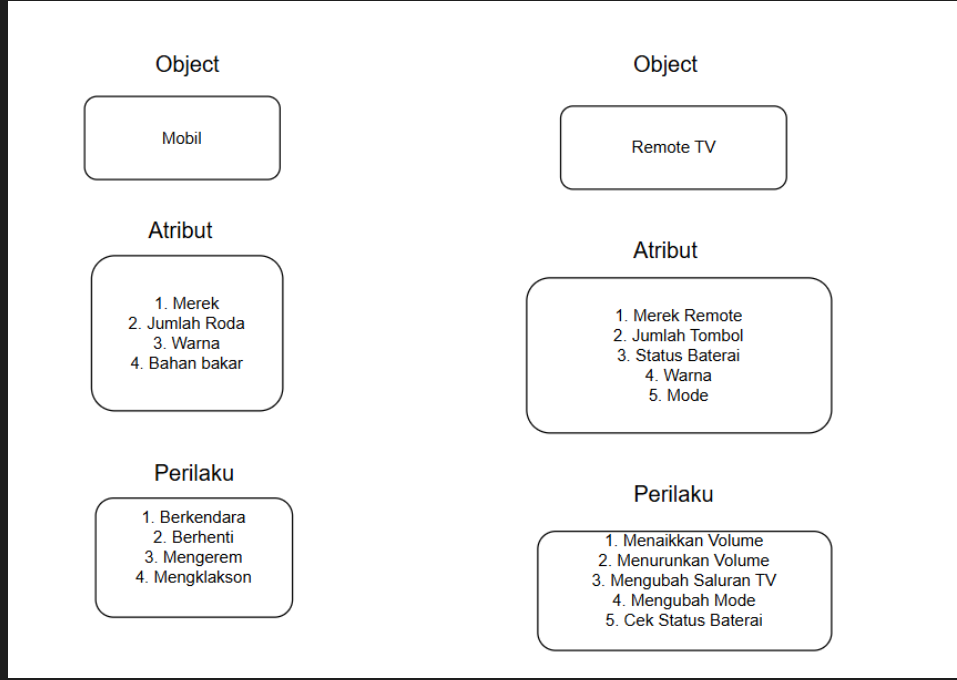 Object
Mobil
Atribut
1. Merek
2. Jumlah Roda
3. Warna
4. Bahan bakar
Perilaku
1. Berkendara
2. Berhenti
3. Mengerem
4. Mengklakson
Object
Remote TV
Atribut
1. Merek Remote
2. Jumlah Tombol
3. Status Baterai
4. Warna
5. Mode
Perilaku
1. Menaikkan Volume
2. Menurunkan Volume
3. Mengubah Saluran TV
4. Mengubah Mode
5. Cek Status Baterai